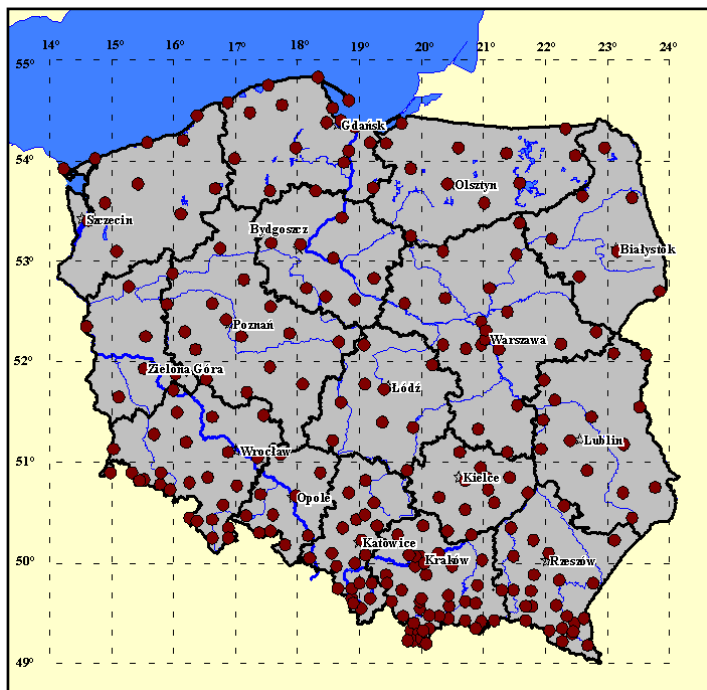 14° 15° 16° 17° 18° 19° 20° 21° 22° 23° 24°
55°
Gdańsk
54°
Olsztyn
Szczecin
Bydgoszcz
Białystok
53°
Poznań
Warszawa
52°
Zielona Góra
Łódź
Lublin
Wrocław
51°
Kielce
Opole
Katowice
50°
Kraków
Rzeszów
49°